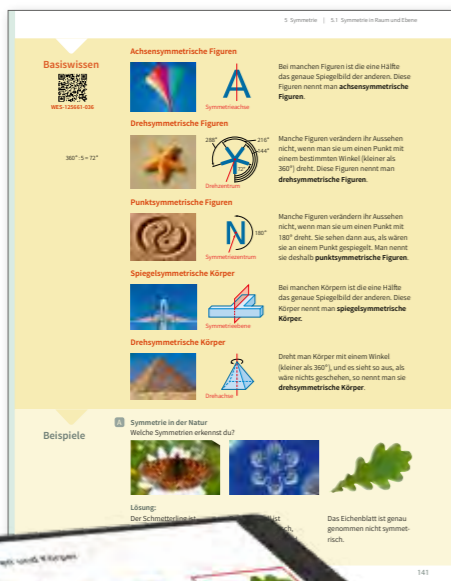 5 Symmetrie | 5.1 Symmetrie in Raum und Ebene
Basiswissen
WES-125661-036
360° : 5 = 72°
Achsensymmetrische Figuren
A
Symmetrieachse
Bei manchen Figuren ist die eine Hälfte
das genaue Spiegelbild der anderen. Diese
Figuren nennt man achsensymmetrische
Figuren.
Drehsymmetrische Figuren
288°
216°
144°
72°
Drehzentrum
Manche Figuren verändern ihr Aussehen
nicht, wenn man sie um einen Punkt mit
einem bestimmten Winkel (kleiner als
360°) dreht. Diese Figuren nennt man
drehsymmetrische Figuren.
Punktsymmetrische Figuren
N
180°
Symmetriezentrum
Manche Figuren verändern ihr Aussehen
nicht, wenn man sie um einen Punkt mit
180° dreht. Sie sehen dann aus, als wären
sie an einem Punkt gespiegelt. Man nennt
sie deshalb punktsymmetrische Figuren.
Spiegelsymmetrische Körper
Symmetrieebene
Bei manchen Körpern ist die eine Hälfte
das genaue Spiegelbild der anderen. Diese
Körper nennt man spiegelsymmetrische
Körper.
Drehsymmetrische Körper
Drehachse
Dreht man Körper mit einem Winkel
(kleiner als 360°), und es sieht so aus, als
wäre nichts geschehen, so nennt man sie
drehsymmetrische Körper.
Beispiele
A Symmetrie in der Natur
Welche Symmetrien erkennst du?
Lösung:
Der Schmetterling ist
ist
Das Eichenblatt ist genau
genommen nicht symmet-
risch.
und Körper
141